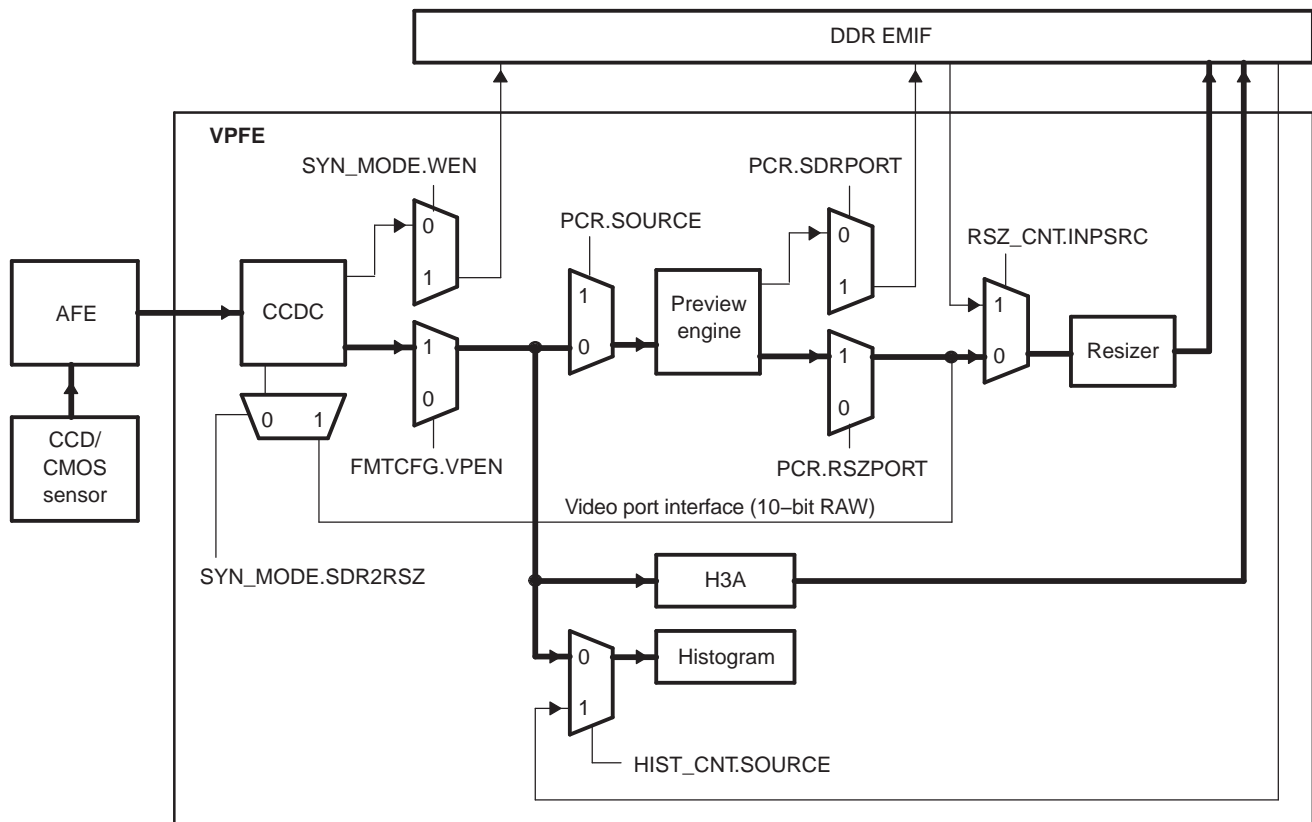 DDR EMIF
VPFE
SYN_MODE.WEN
PCR.SDRPORT
PCR.SOURCE
RSZ_CNT.INPSRC
0
1
1
0
0
1
1
0
AFE
CCDC
1
0
Preview
engine
1
0
Resizer
0 1
CCD/
CMOS
sensor
FMTCFG.VPEN
PCR.RSZPORT
Video port interface (10−bit RAW)
SYN_MODE.SDR2RSZ
H3A
0
1
Histogram
HIST_CNT.SOURCE